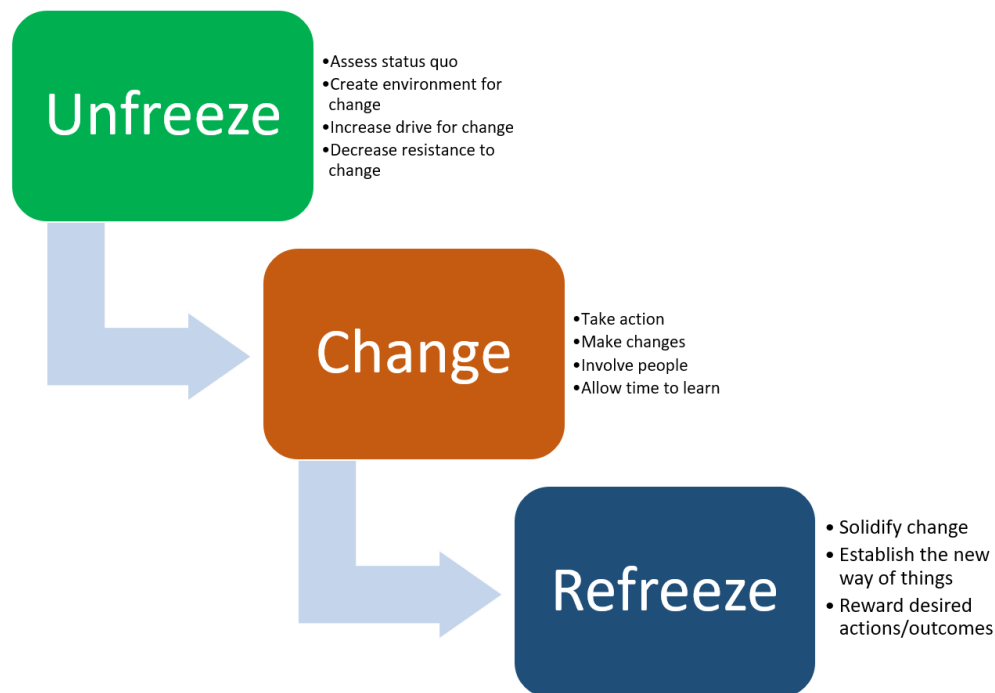 Unfreeze
•Assess status quo
•Create environment for
change
•Increase drive for change
•Decrease resistance to
change
Change
•Take action
•Make changes
•Involve people
•Allow time to learn
Refreeze
• Solidify change
• Establish the new
way of things
• Reward desired
actions/outcomes